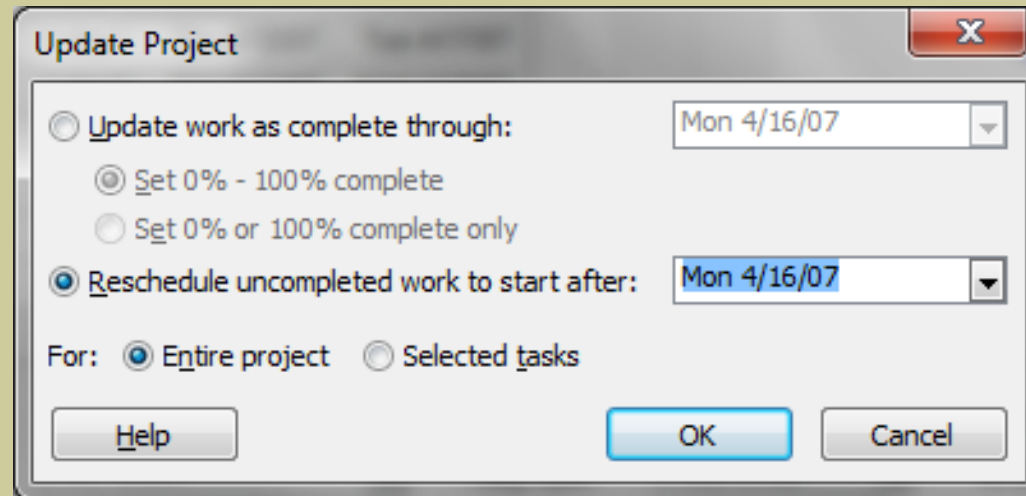 Update Project
Update work as complete through: Mon 4/16/07
Set 0% - 100% complete
Set 0% or 100% complete only
Reschedule uncompleted work to start after: Mon 4/16/07
For: Entire project Selected tasks
Help OK Cancel